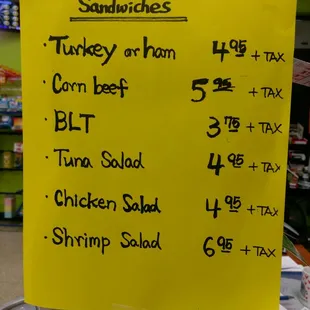 Sandwiches
· Turkey or ham 4.95 + TAX
· Corn beef 5.95 + TAX
· BLT 3.75 + TAX
· Tuna Salad 4.95 + TAX
· Chicken Salad 4.95 + TAX
· Shrimp Salad 6.95 + TAX